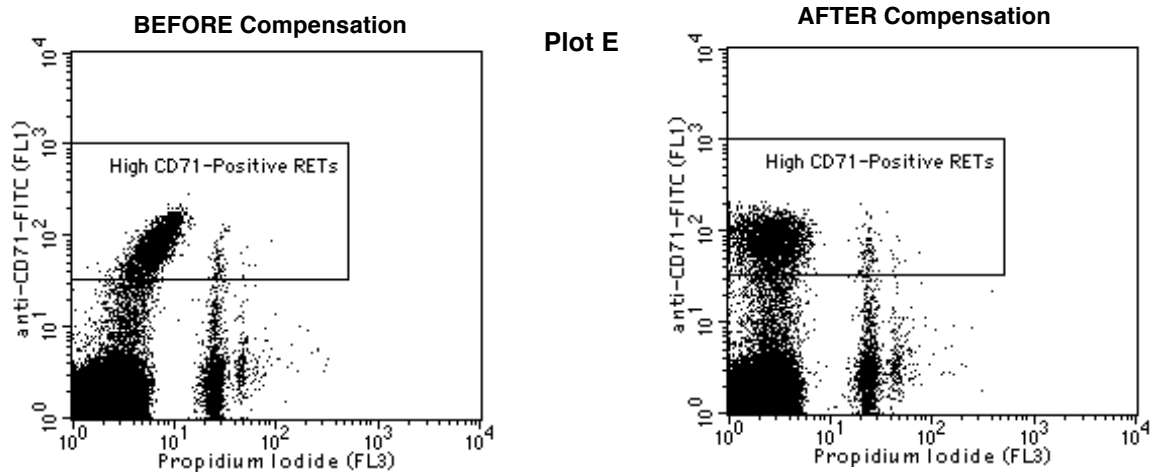 BEFORE Compensation
Plot E
AFTER Compensation
10^4
10^3
10^2
10^1
10^0
anti-CD71-FITC (FL1)
High CD71-Positive RETs
10^0
10^1
10^2
10^3
10^4
Propidium Iodide (FL3)
10^4
10^3
10^2
10^1
10^0
anti-CD71-FITC (FL1)
High CD71-Positive RETs
10^0
10^1
10^2
10^3
10^4
Propidium Iodide (FL3)